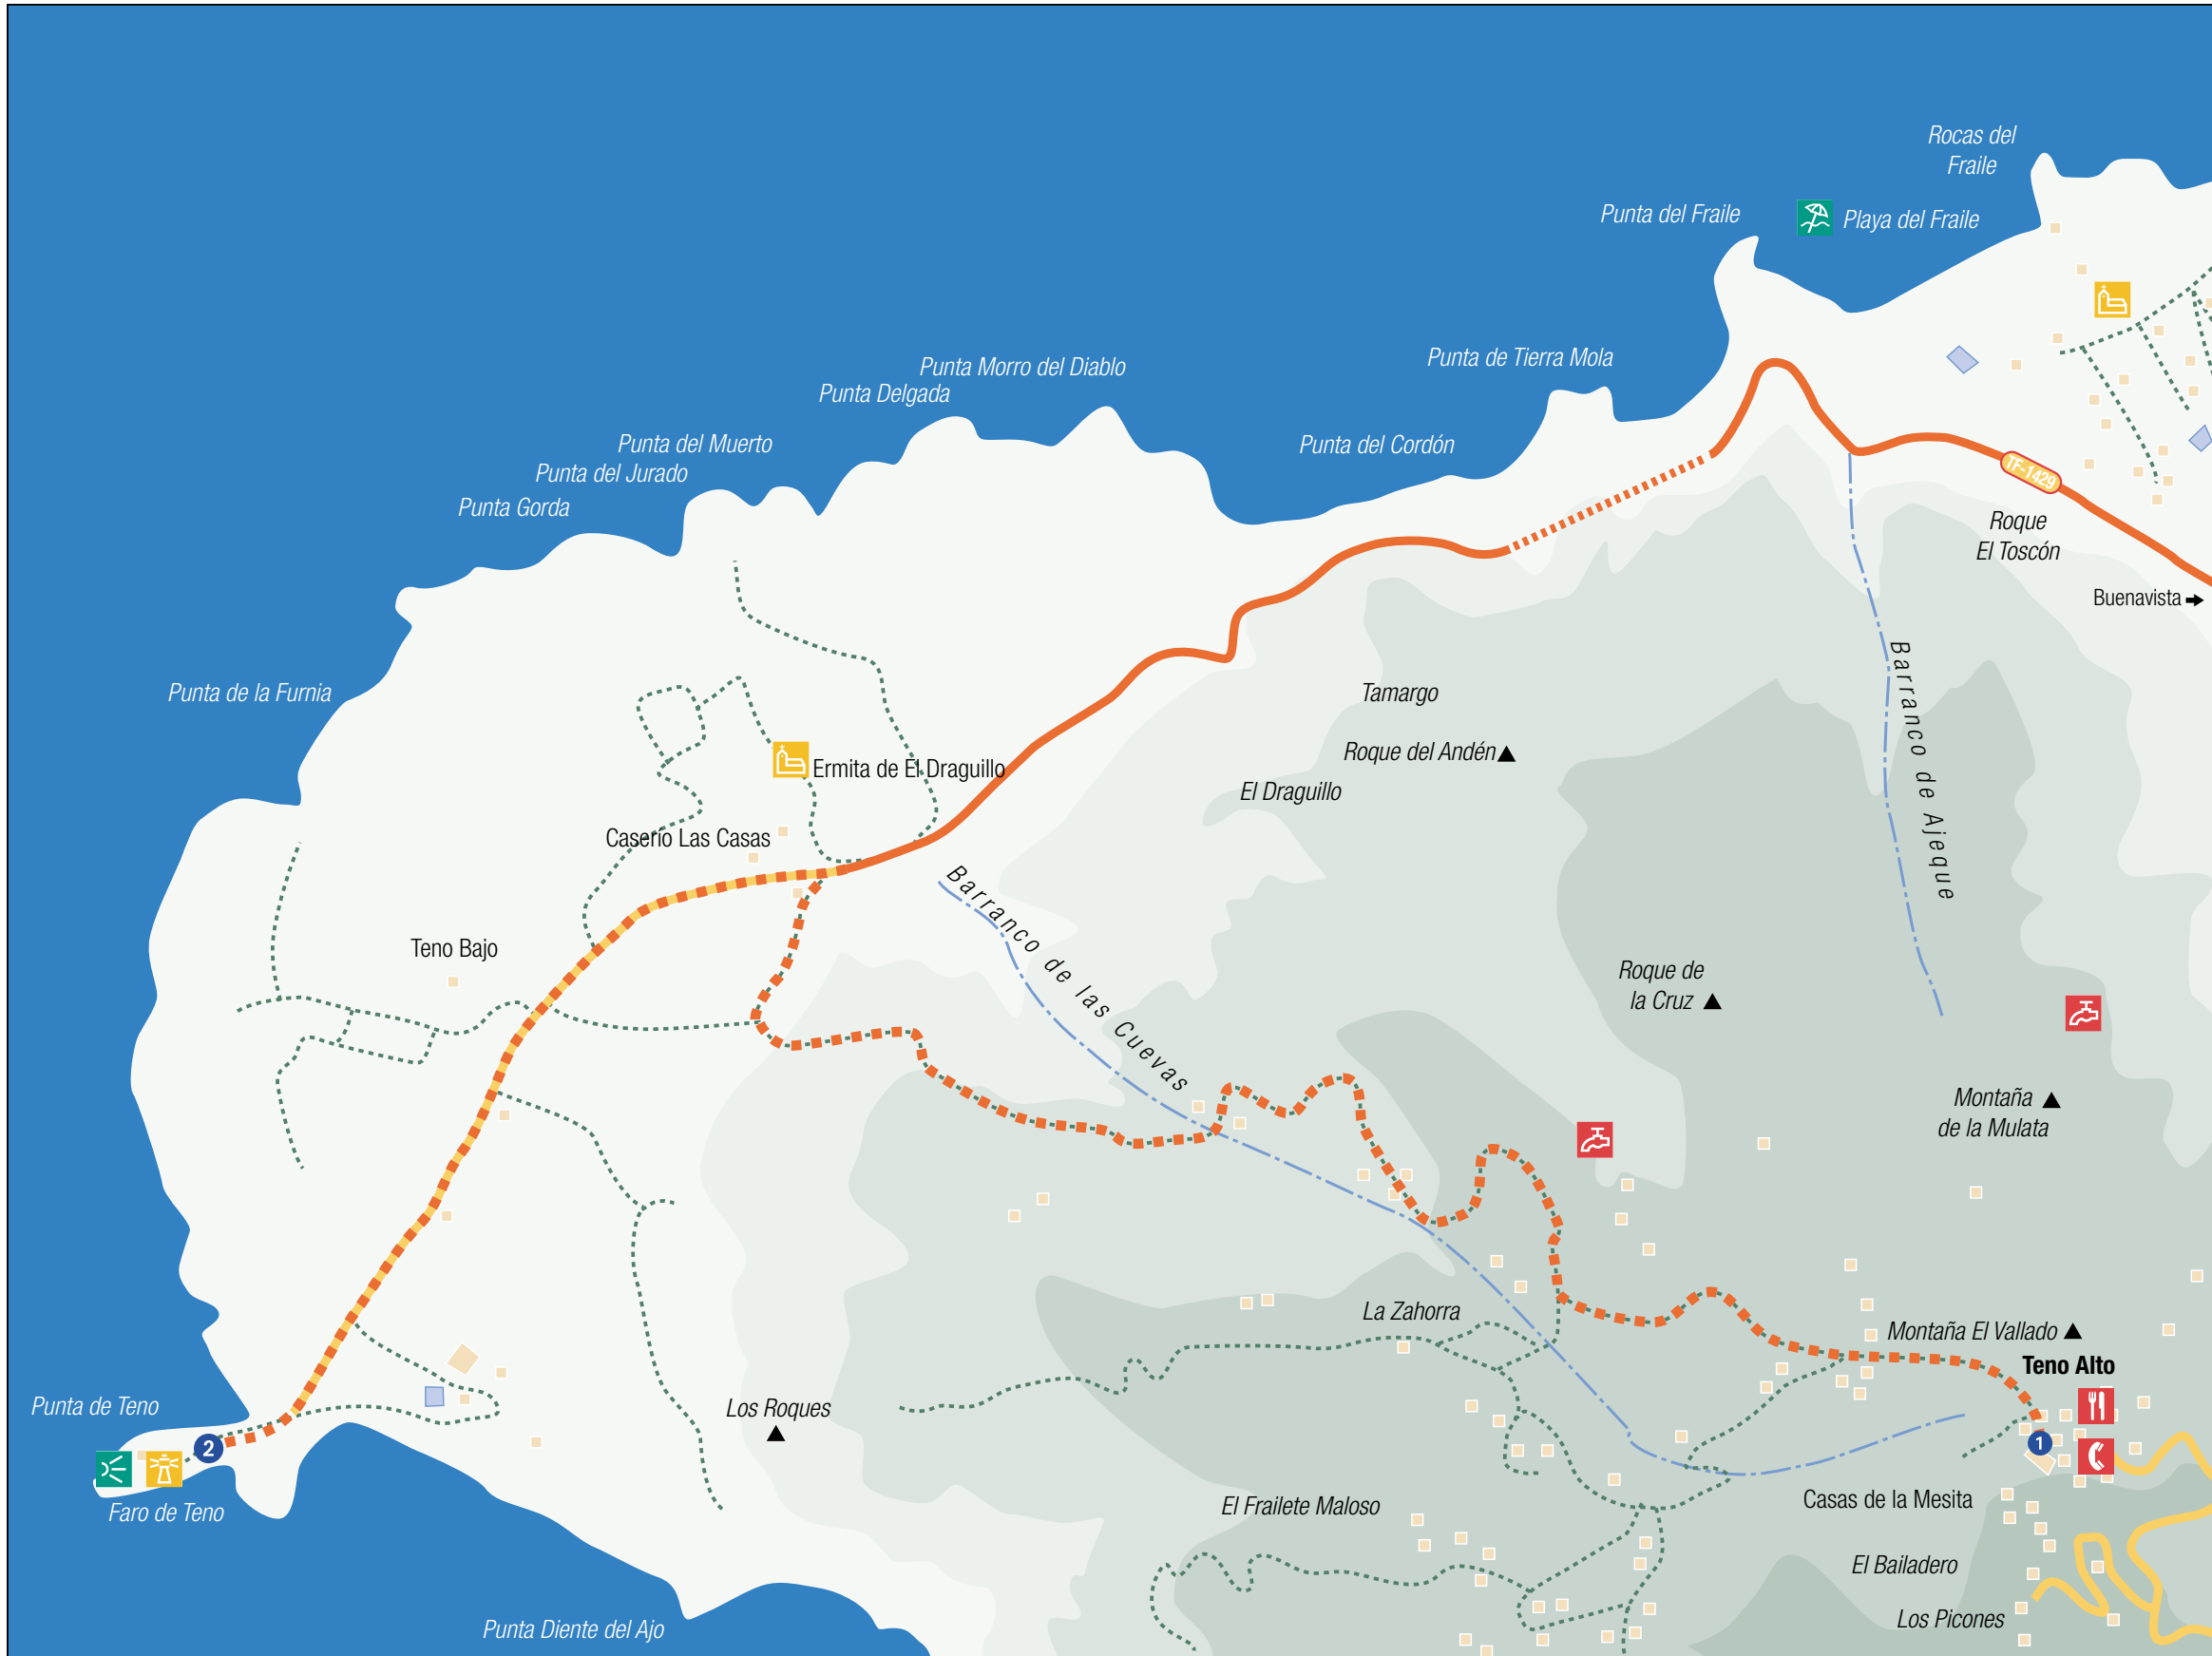 Rocas del
Fraile
Punta del Fraile
Playa del Fraile
Punta de Tierra Mola
Punta Morro del Diablo
Punta Delgada
Punta del Muerto
Punta del Cordón
Punta del Jurado
Punta Gorda
TF-1429
Roque
El Toscón
Buenavista
Punta de la Furnia
Tamargo
Barranco de Ajeque
Roque del Andén
Ermita de El Draguillo
El Draguillo
Caserío Las Casas
Barranco de las Cuevas
Teno Bajo
Roque de
la Cruz
Montaña
de la Mulata
La Zahorra
Montaña El Vallado
Teno Alto
Punta de Teno
Los Roques
2
1
Faro de Teno
El Frailete Maloso
Casas de la Mesita
El Bailadero
Los Picones
Punta Diente del Ajo